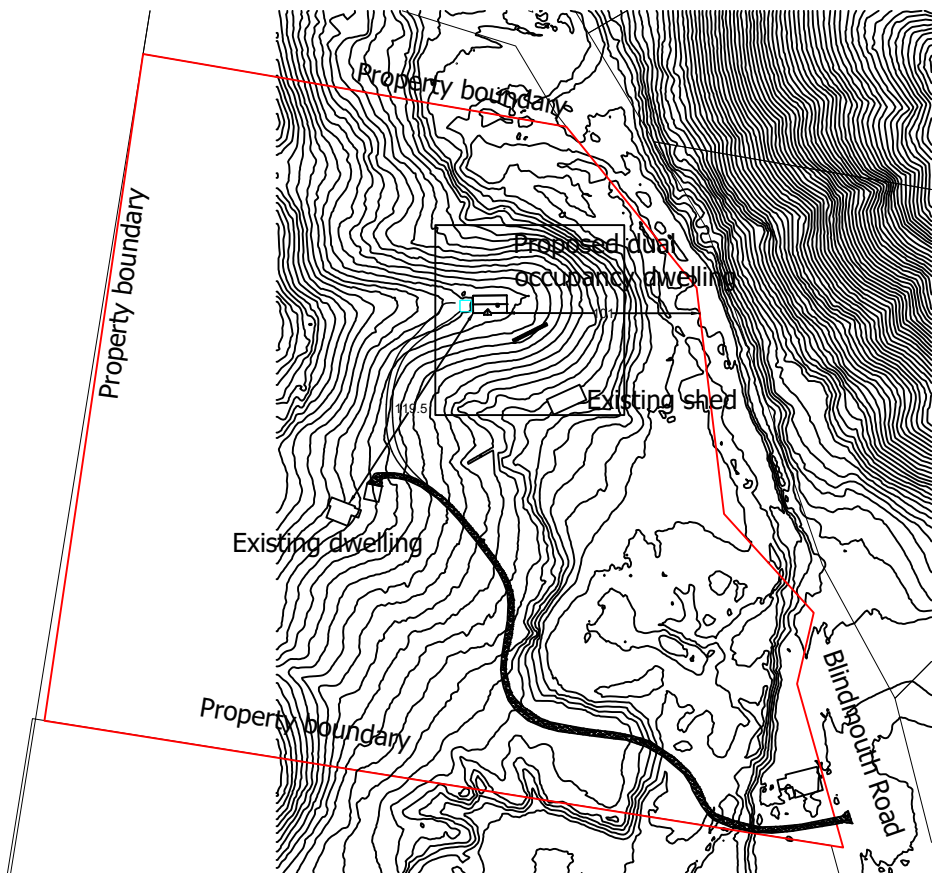 Property boundary
Property boundary
Proposed dual
occupancy dwelling
101
Existing shed
119.5
Existing dwelling
Property boundary
Blindmouth Road